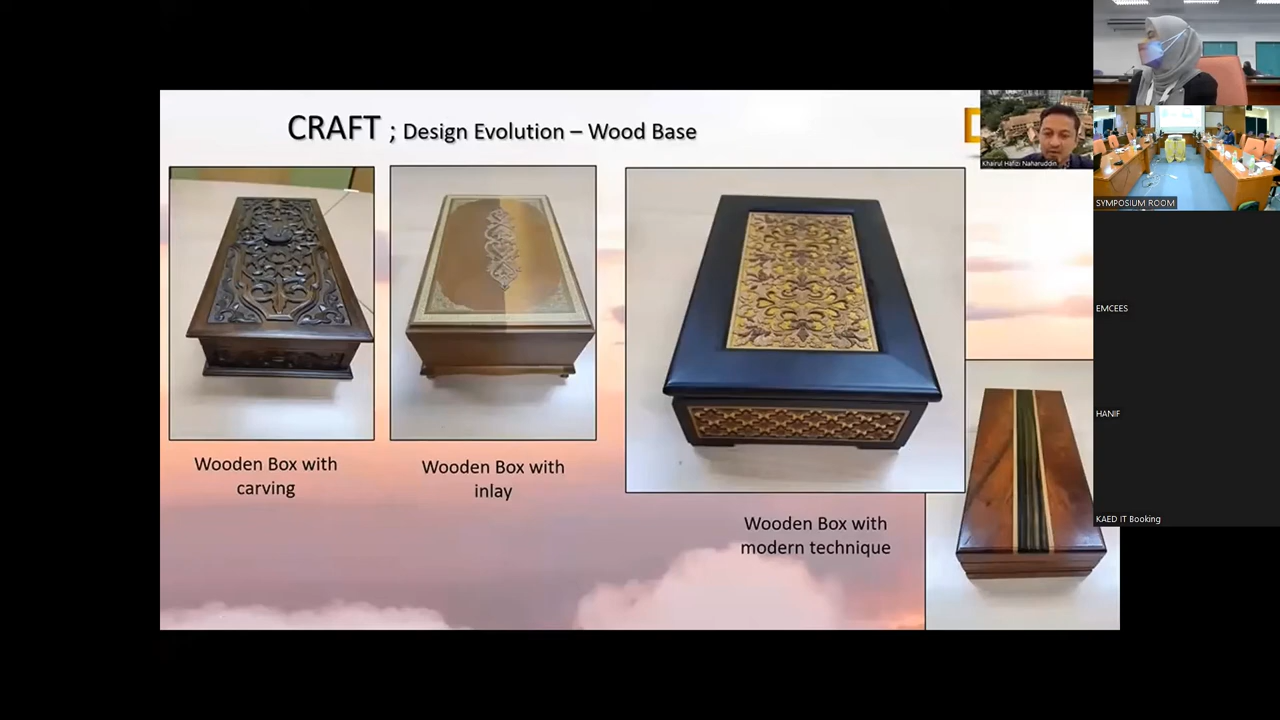 CRAFT ; Design Evolution – Wood Base
Khairul Hafizi Naharuddin
SYMPOSIUM ROOM
EMCEES
HANIF
KAED IT Booking
Wooden Box with
carving
Wooden Box with
inlay
Wooden Box with
modern technique